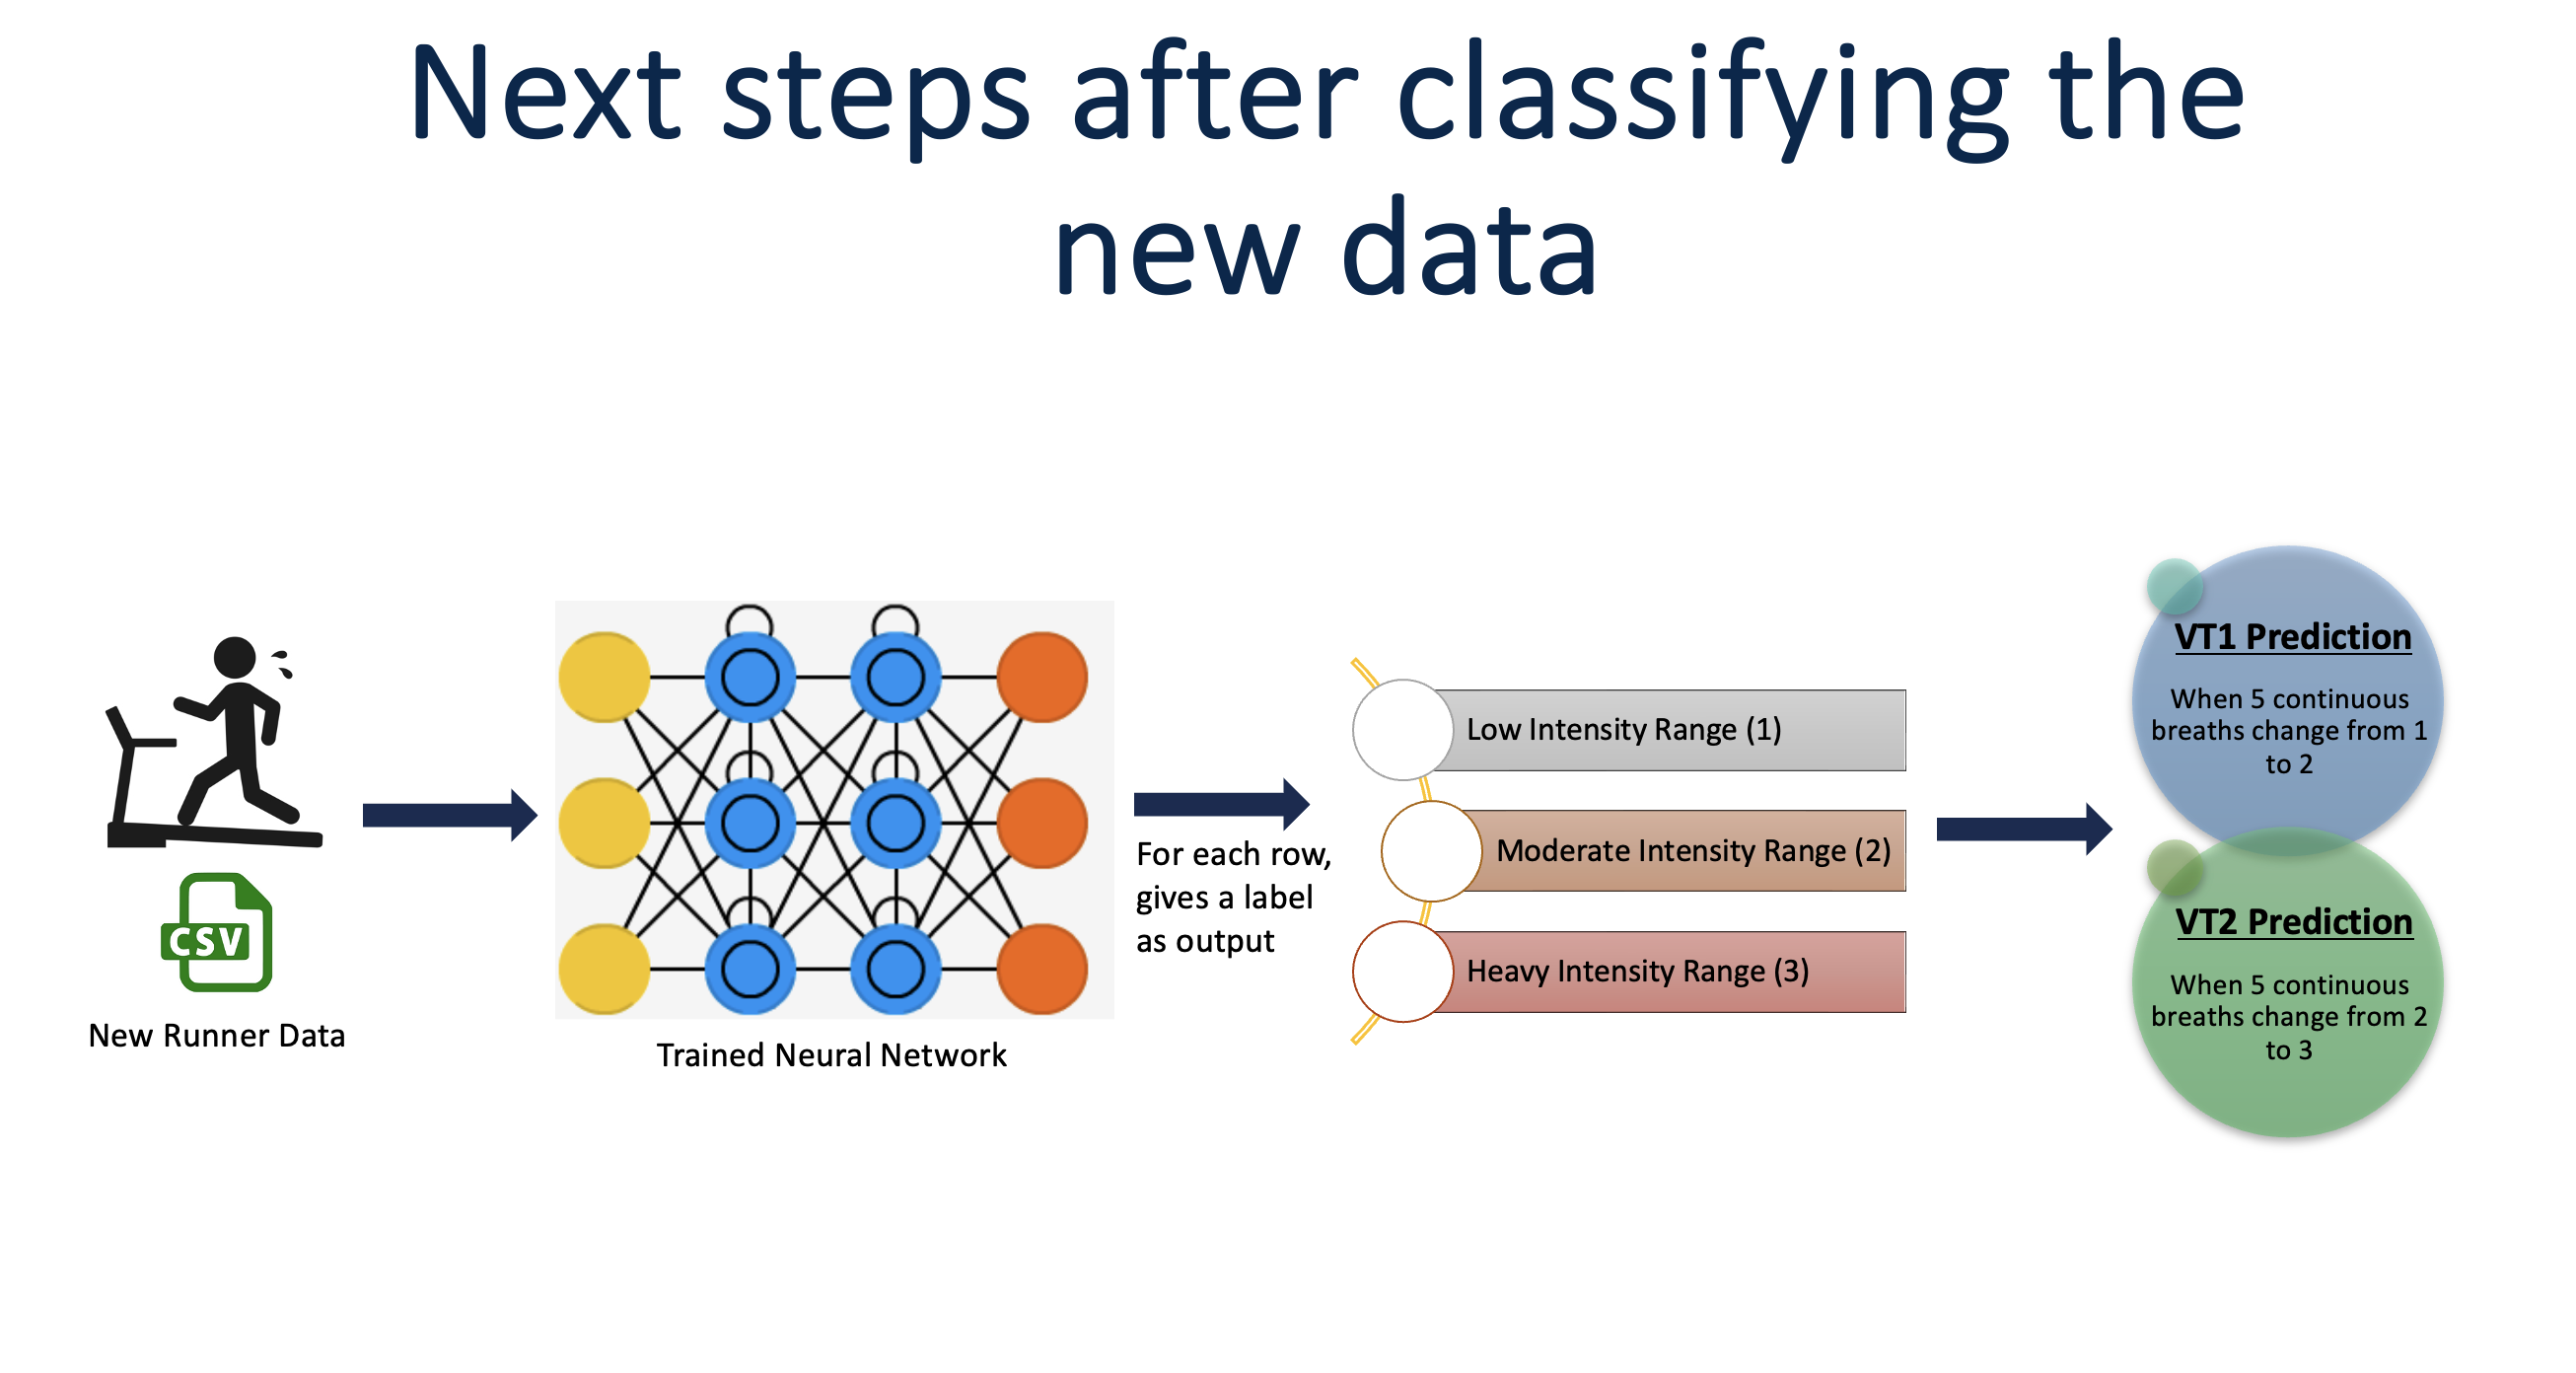 Next steps after classifying the
new data
CSV
New Runner Data
Trained Neural Network
For each row,
gives a label
as output
Low Intensity Range (1)
Moderate Intensity Range (2)
Heavy Intensity Range (3)
VT1 Prediction
When 5 continuous
breaths change from 1
to 2
VT2 Prediction
When 5 continuous
breaths change from 2
to 3